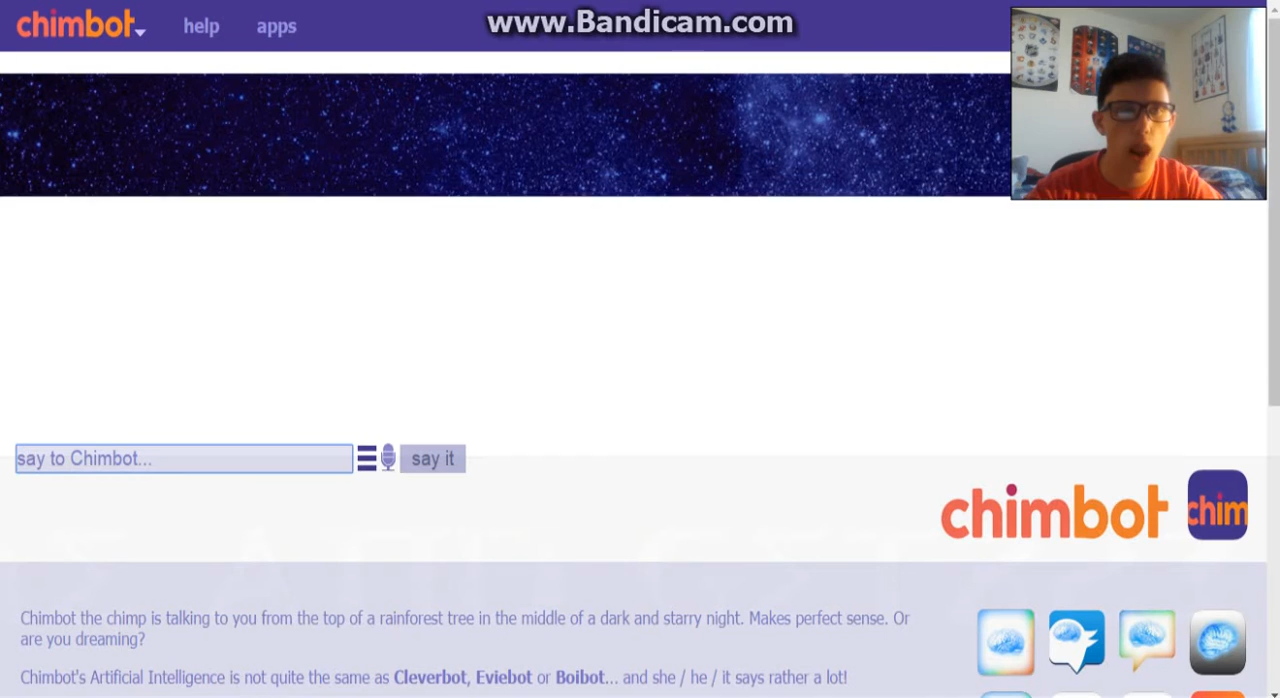 chimbot
help
apps
www.Bandicam.com
say to Chimbot...
say it
chimbot
chim
Chimbot the chimp is talking to you from the top of a rainforest tree in the middle of a dark and starry night. Makes perfect sense. Or
are you dreaming?
Chimbot's Artificial Intelligence is not quite the same as Cleverbot, Eviebot or Boibot... and she / he / it says rather a lot!